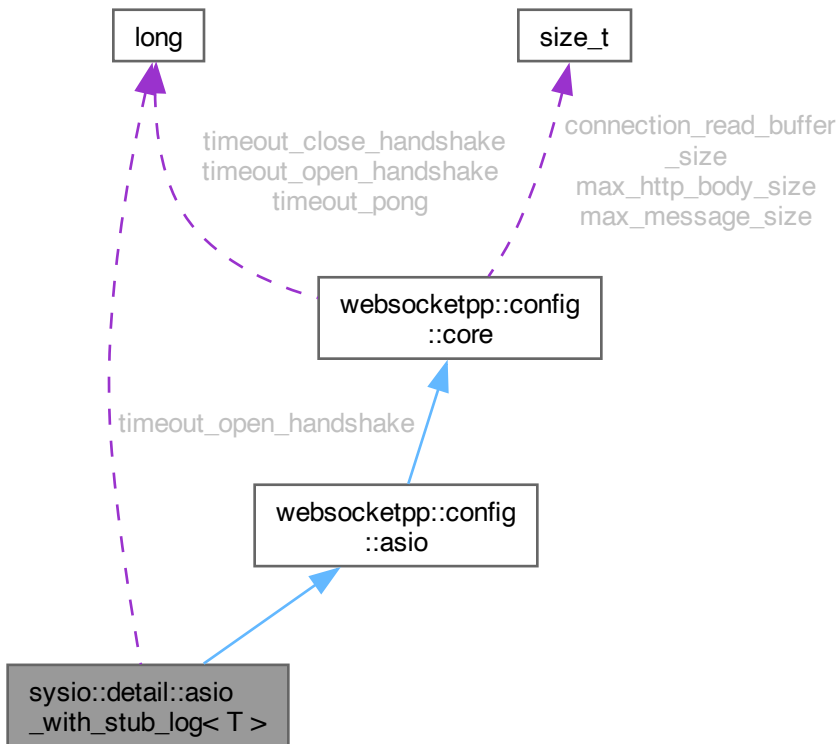 long
size_t
timeout_close_handshake
timeout_open_handshake
timeout_pong
connection_read_buffer
_size
max_http_body_size
max_message_size
websocketpp::config
::core
timeout_open_handshake
websocketpp::config
::asio
sysio::detail::asio
_with_stub_log< T >